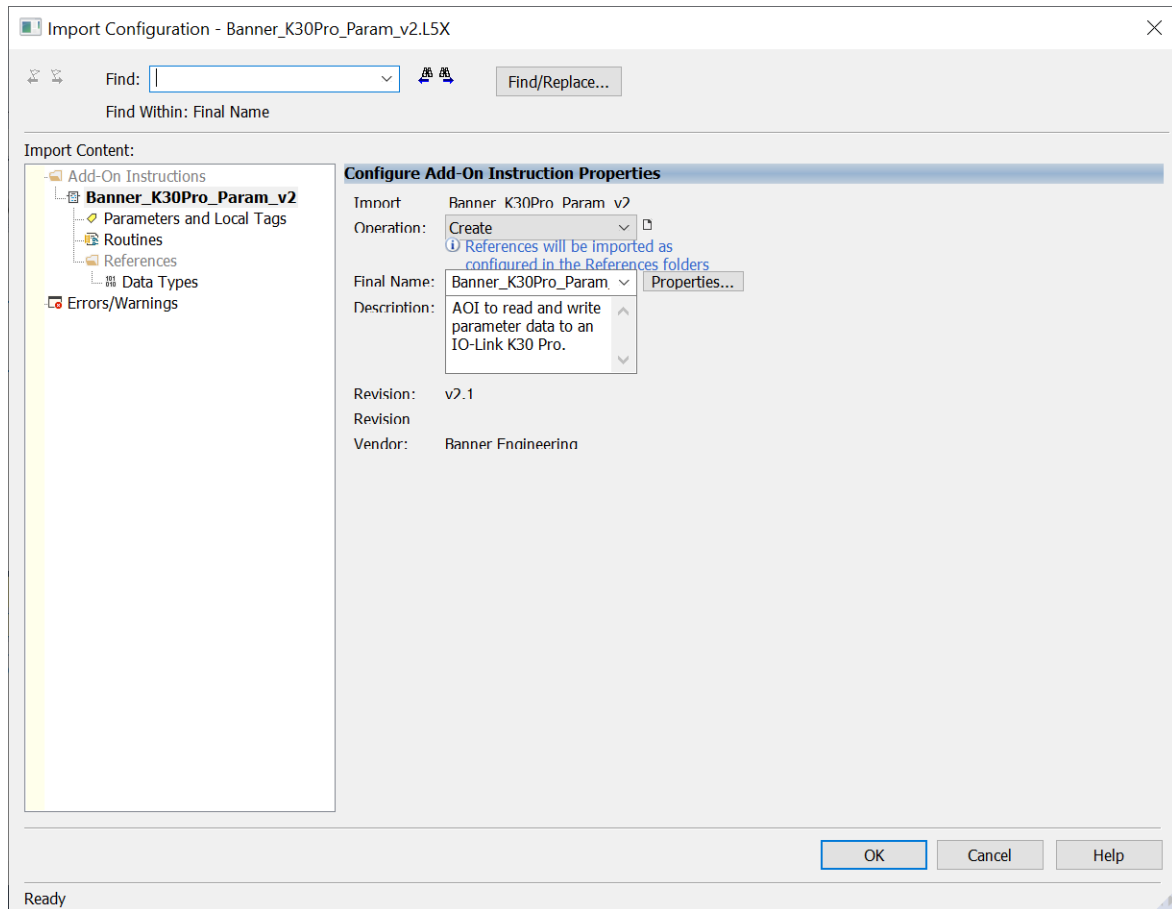 Import Configuration - Banner_K30Pro_Param_v2.L5X
Find:
Find/Replace...
Find Within: Final Name
Import Content:
Add-On Instructions
Banner_K30Pro_Param_v2
Parameters and Local Tags
Routines
References
Data Types
Errors/Warnings
Configure Add-On Instruction Properties
Import Banner_K30Pro_Param_v2
Operation: Create
References will be imported as
configured in the References folders
Final Name: Banner_K30Pro_Param_ Properties...
Description: AOI to read and write
parameter data to an
IO-Link K30 Pro.
Revision: v2.1
Revision
Vendor: Banner Engineering
OK Cancel Help
Ready